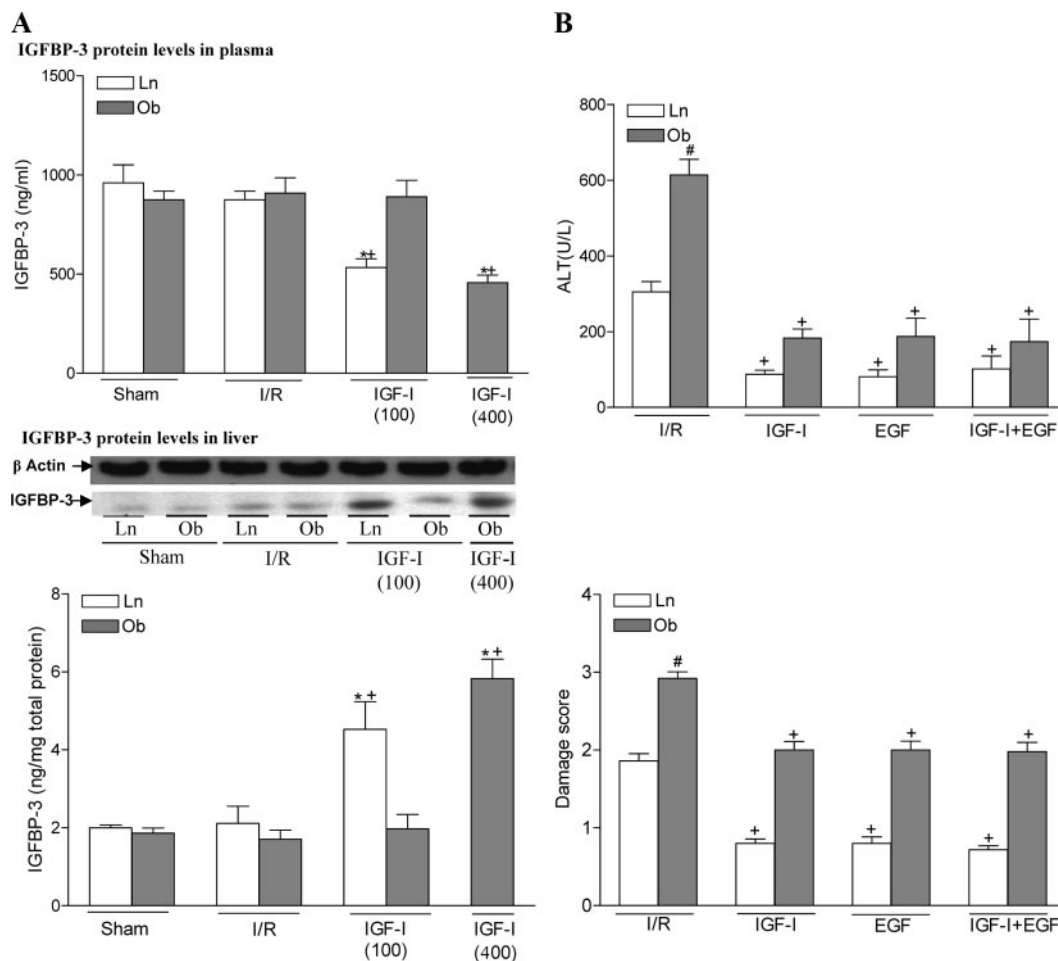 A
IGFBP-3 protein levels in plasma
1500
1000
500
0
IGFBP-3 (ng/ml)
Ln
Ob
*+
*+
Sham
I/R
IGF-I
(100)
IGF-I
(400)
IGFBP-3 protein levels in liver
β Actin
IGFBP-3
Ln Ob Ln Ob Ln Ob Ob
Sham I/R IGF-I IGF-I
(100) (400)
8
6
4
2
0
IGFBP-3 (ng/mg total protein)
Ln
Ob
*+
*+
Sham
I/R
IGF-I
(100)
IGF-I
(400)
B
800
600
400
200
0
ALT(U/L)
Ln
Ob
#
+
+
+
+
+
+
I/R
IGF-I
EGF
IGF-I+EGF
4
3
2
1
0
Damage score
Ln
Ob
#
+
+
+
+
+
+
I/R
IGF-I
EGF
IGF-I+EGF